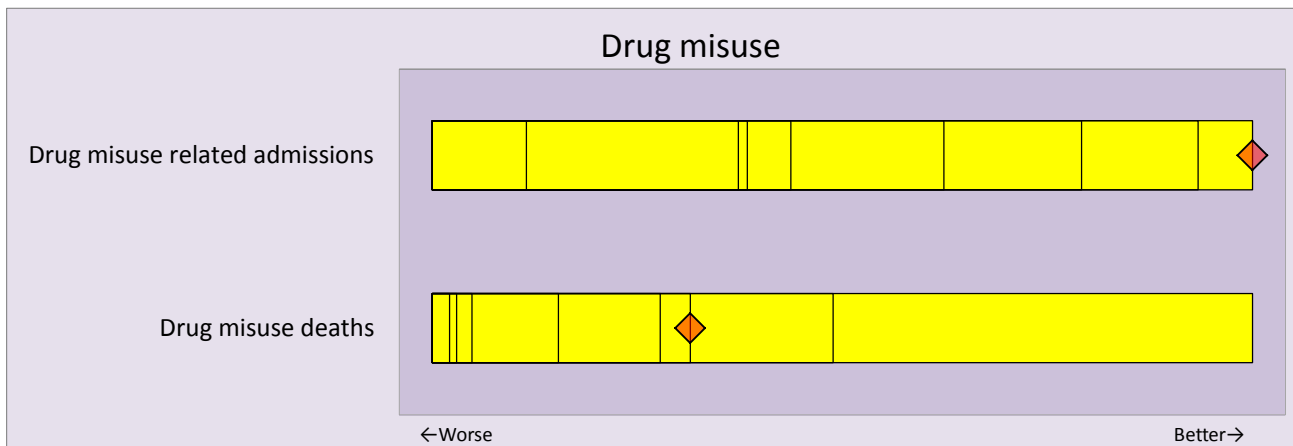 Drug misuse
Drug misuse related admissions
Drug misuse deaths
←Worse
Better→